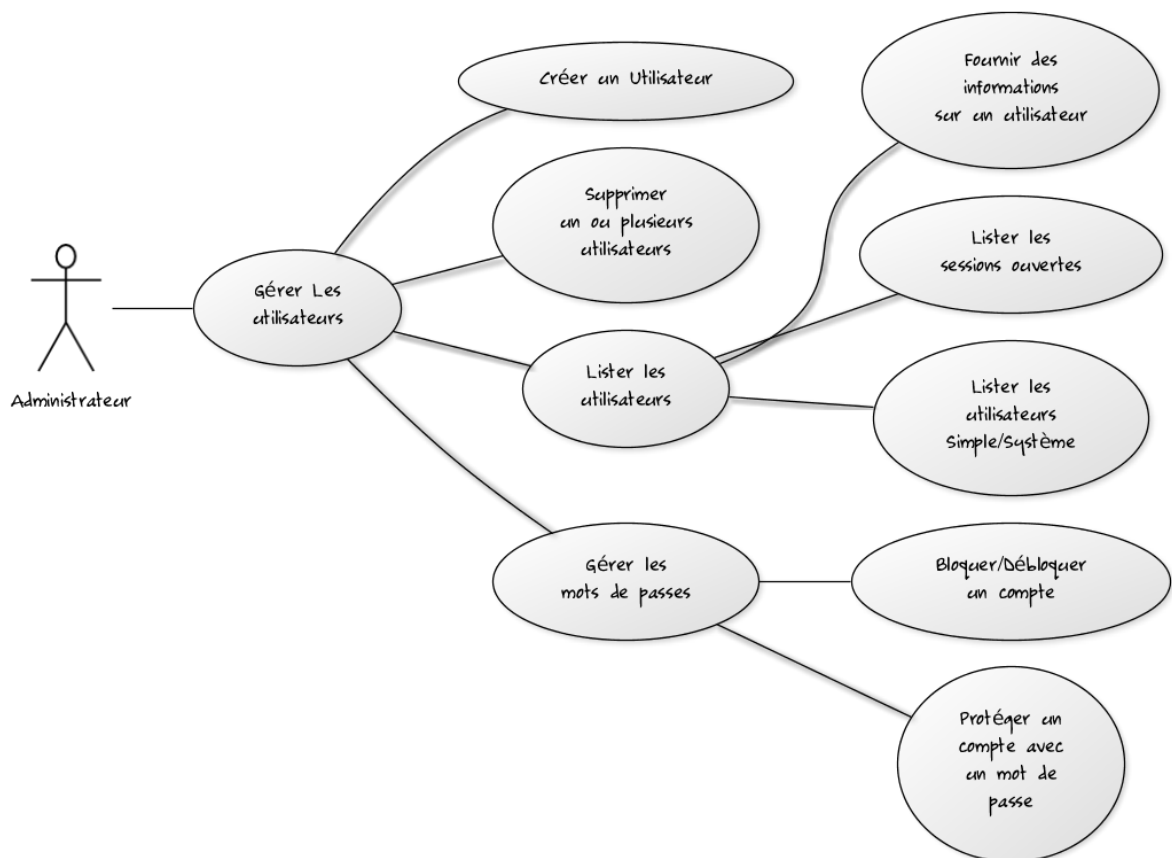 Créer un Utilisateur
Fournir des
informations
sur un utilisateur
Supprimer
un ou plusieurs
utilisateurs
Lister les
sessions ouvertes
Gérer Les
utilisateurs
Lister les
utilisateurs
Lister les
utilisateurs
Simple/Système
Administrateur
Gérer les
mots de passes
Bloquer/Débloquer
un compte
Protéger un
compte avec
un mot de
passe